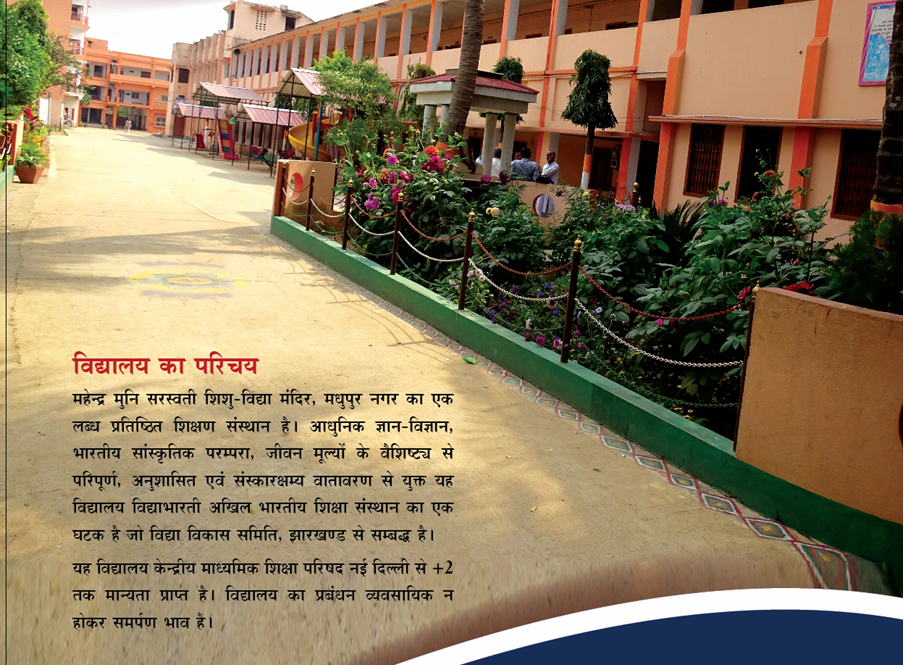 विद्यालय का परिचय
महेन्द्र मुनि सरस्वती शिशु-विद्या मंदिर, मधुपुर नगर का एक
लब्ध प्रतिष्ठित शिक्षण संस्थान है। आधुनिक ज्ञान-विज्ञान,
भारतीय सांस्कृतिक परम्परा, जीवन मूल्यों के वैशिष्ट्य से
परिपूर्ण, अनुशासित एवं संस्कारक्षम्य वातावरण से युक्त यह
विद्यालय विद्याभारती अखिल भारतीय शिक्षा संस्थान का एक
घटक है जो विद्या विकास समिति, झारखण्ड से सम्बद्ध है।
यह विद्यालय केन्द्रीय माध्यमिक शिक्षा परिषद नई दिल्ली से +2
तक मान्यता प्राप्त है। विद्यालय का प्रबंधन व्यवसायिक न
होकर समर्पण भाव है।